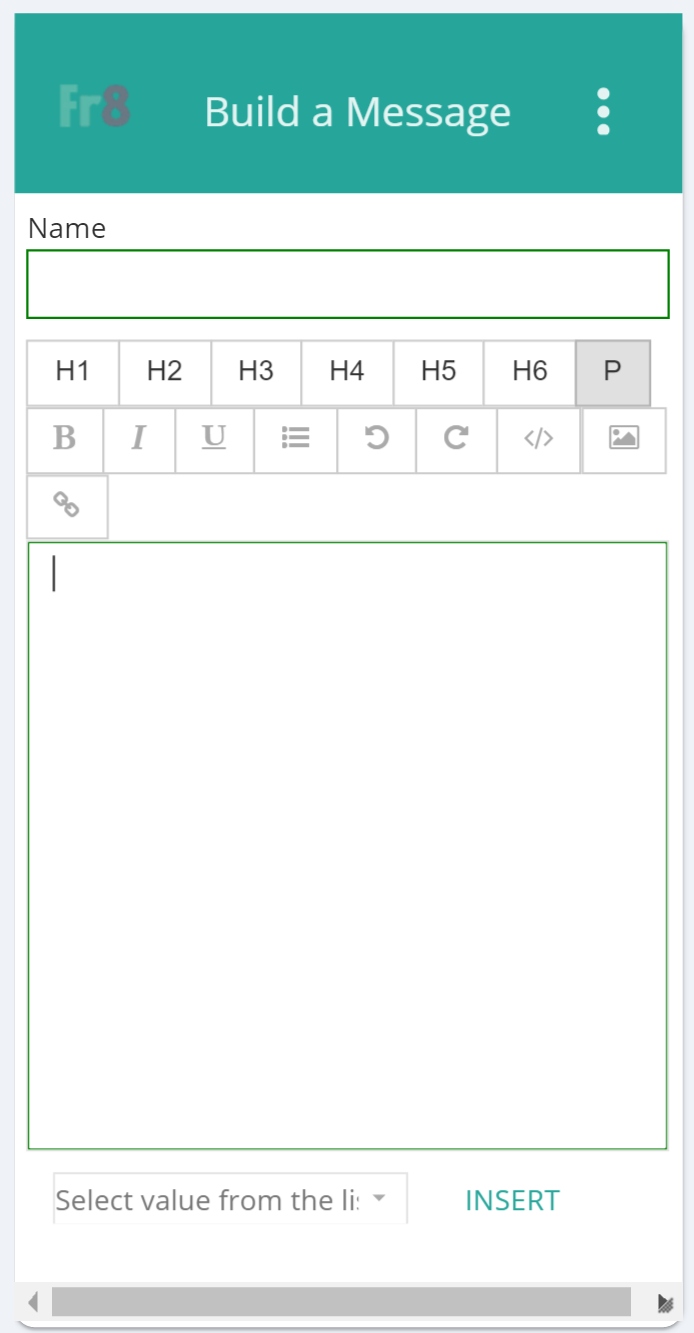 Fr8
Build a Message
Name
H1 H2 H3 H4 H5 H6 P
B I U </>
Select value from the li
INSERT